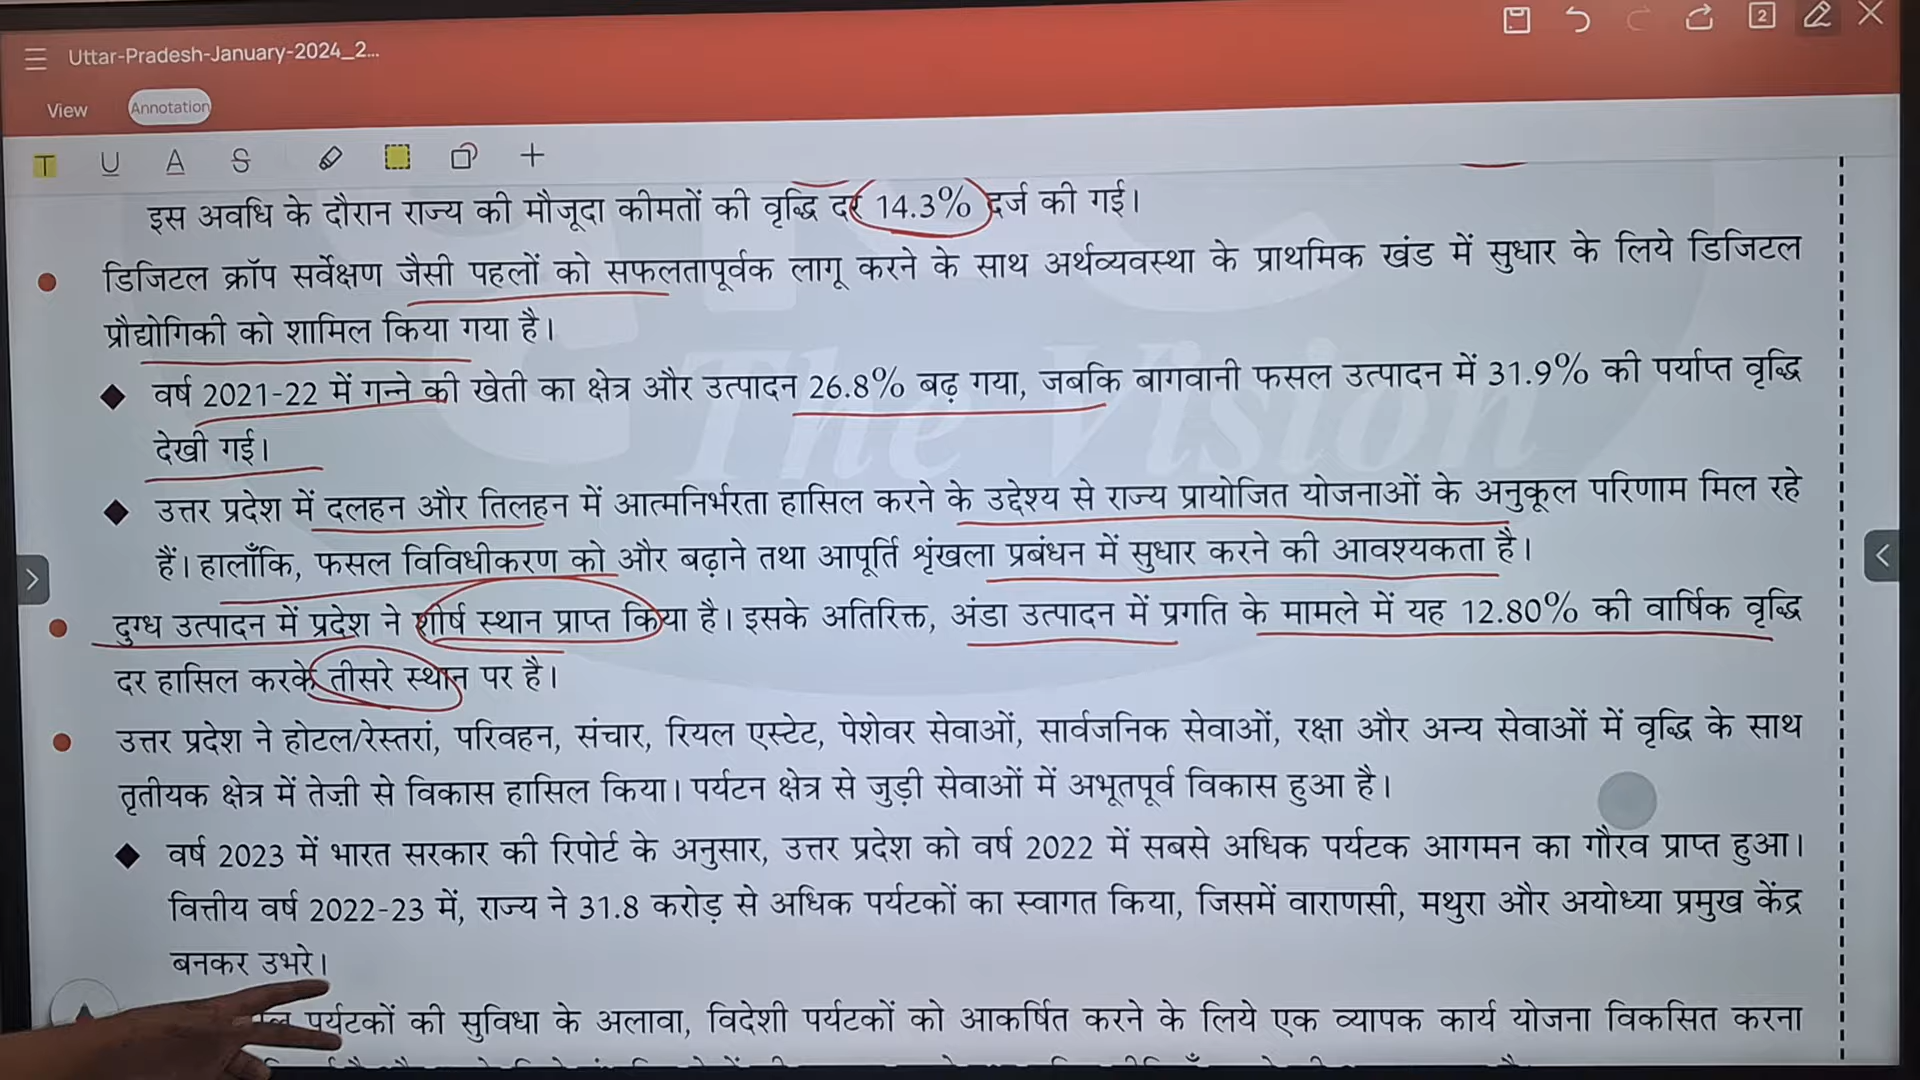 Uttar-Pradesh-January-2024_2...
2
View
Annotation
T U A S
इस अवधि के दौरान राज्य की मौजूदा कीमतों की वृद्धि दर 14.3% दर्ज की गई।
डिजिटल क्रॉप सर्वेक्षण जैसी पहलों को सफलतापूर्वक लागू करने के साथ अर्थव्यवस्था के प्राथमिक खंड में सुधार के लिये डिजिटल
प्रौद्योगिकी को शामिल किया गया है।
वर्ष 2021-22 में गन्ने की खेती का क्षेत्र और उत्पादन 26.8% बढ़ गया, जबकि बागवानी फसल उत्पादन में 31.9% की पर्याप्त वृद्धि
देखी गई।
The Vision
उत्तर प्रदेश में दलहन और तिलहन में आत्मनिर्भरता हासिल करने के उद्देश्य से राज्य प्रायोजित योजनाओं के अनुकूल परिणाम मिल रहे
हैं। हालाँकि, फसल विविधीकरण को और बढ़ाने तथा आपूर्ति शृंखला प्रबंधन में सुधार करने की आवश्यकता है।
दुग्ध उत्पादन में प्रदेश ने शीर्ष स्थान प्राप्त किया है। इसके अतिरिक्त, अंडा उत्पादन में प्रगति के मामले में यह 12.80% की वार्षिक वृद्धि
दर हासिल करके तीसरे स्थान पर है।
उत्तर प्रदेश ने होटल/रेस्तरां, परिवहन, संचार, रियल एस्टेट, पेशेवर सेवाओं, सार्वजनिक सेवाओं, रक्षा और अन्य सेवाओं में वृद्धि के साथ
तृतीयक क्षेत्र में तेज़ी से विकास हासिल किया। पर्यटन क्षेत्र से जुड़ी सेवाओं में अभूतपूर्व विकास हुआ है।
वर्ष 2023 में भारत सरकार की रिपोर्ट के अनुसार, उत्तर प्रदेश को वर्ष 2022 में सबसे अधिक पर्यटक आगमन का गौरव प्राप्त हुआ।
वित्तीय वर्ष 2022-23 में, राज्य ने 31.8 करोड़ से अधिक पर्यटकों का स्वागत किया, जिसमें वाराणसी, मथुरा और अयोध्या प्रमुख केंद्र
बनकर उभरे।
पर्यटकों की सुविधा के अलावा, विदेशी पर्यटकों को आकर्षित करने के लिये एक व्यापक कार्य योजना विकसित करना